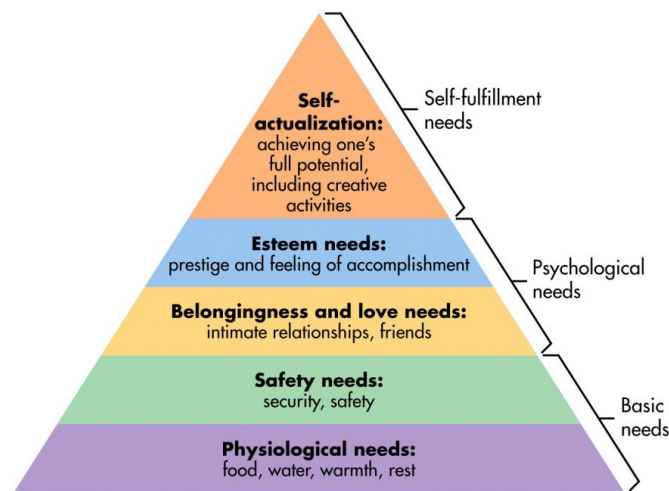 Self-
actualization:
achieving one's
full potential,
including creative
activities
Self-fulfillment
needs
Esteem needs:
prestige and feeling of accomplishment
Psychological
needs
Belongingness and love needs:
intimate relationships, friends
Safety needs:
security, safety
Basic
needs
Physiological needs:
food, water, warmth, rest